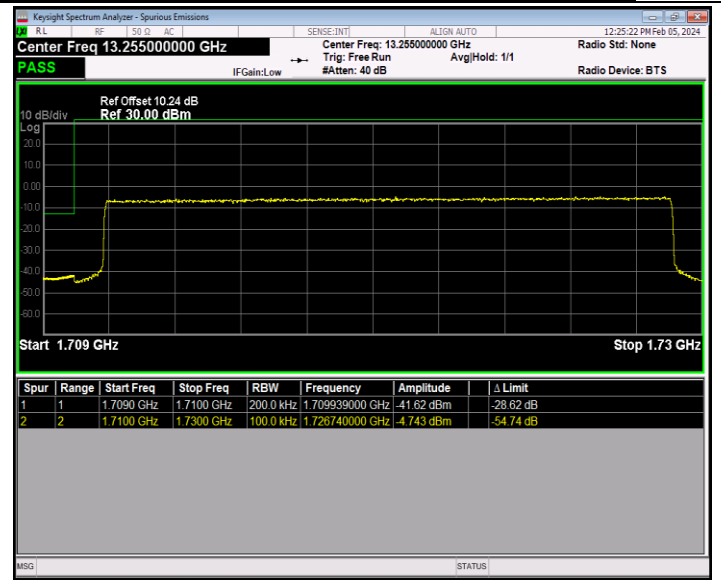 Keysight Spectrum Analyzer - Spurious Emissions
RL RF 50 Ω AC SENSE:INT ALIGN AUTO 12:25:22 PM Feb 05, 2024
Center Freq 13.255000000 GHz Center Freq: 13.255000000 GHz Radio Std: None
Trig: Free Run Avg|Hold: 1/1
PASS IFGain:Low #Atten: 40 dB Radio Device: BTS
Ref Offset 10.24 dB
10 dB/div Ref 30.00 dBm
Log
20.0
10.0
0.00
-10.0
-20.0
-30.0
-40.0
-50.0
-60.0
Start 1.709 GHz Stop 1.73 GHz
Spur Range Start Freq Stop Freq RBW Frequency Amplitude Δ Limit
1 1 1.7090 GHz 1.7100 GHz 200.0 kHz 1.709939000 GHz -41.62 dBm -28.62 dB
2 2 1.7100 GHz 1.7300 GHz 100.0 kHz 1.726740000 GHz -4.743 dBm -54.74 dB
MSG STATUS